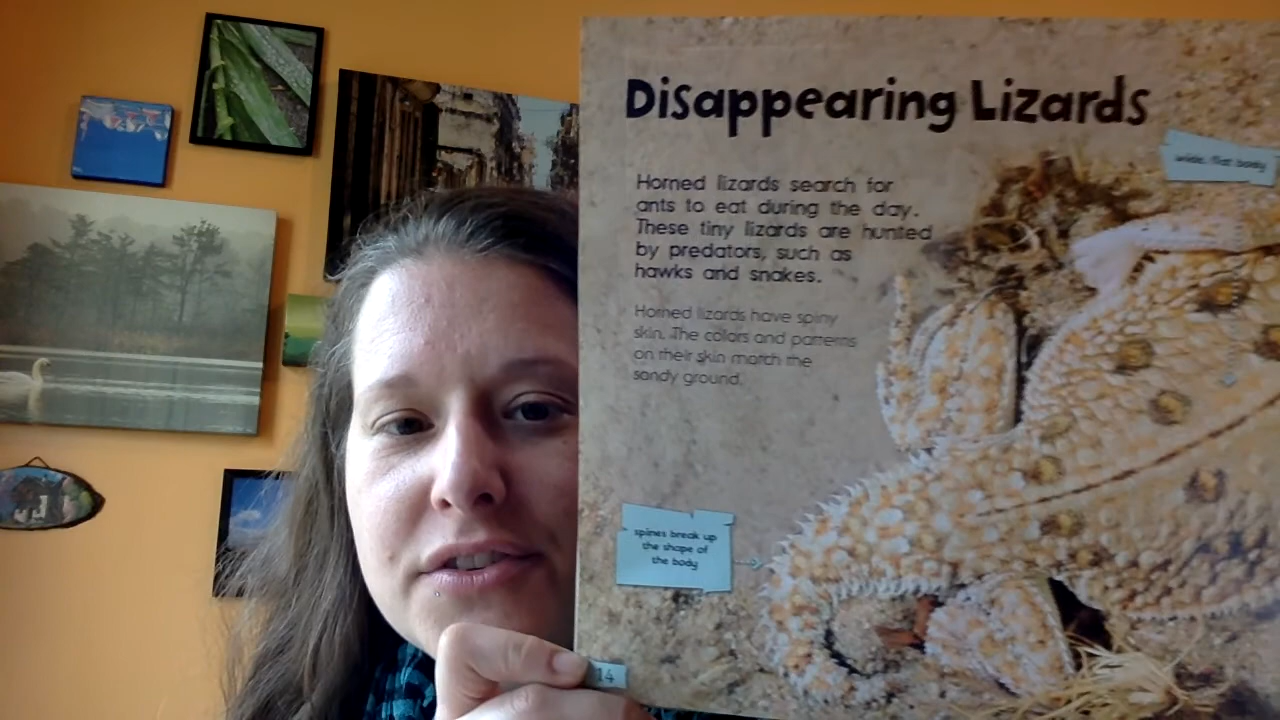 Disappearing Lizards
wide, flat body
Horned lizards search for
ants to eat during the day.
These tiny lizards are hunted
by predators, such as
hawks and snakes.
Horned lizards have spiny
skin. The colors and patterns
on their skin match the
sandy ground.
spines break up
the shape of
the body
14